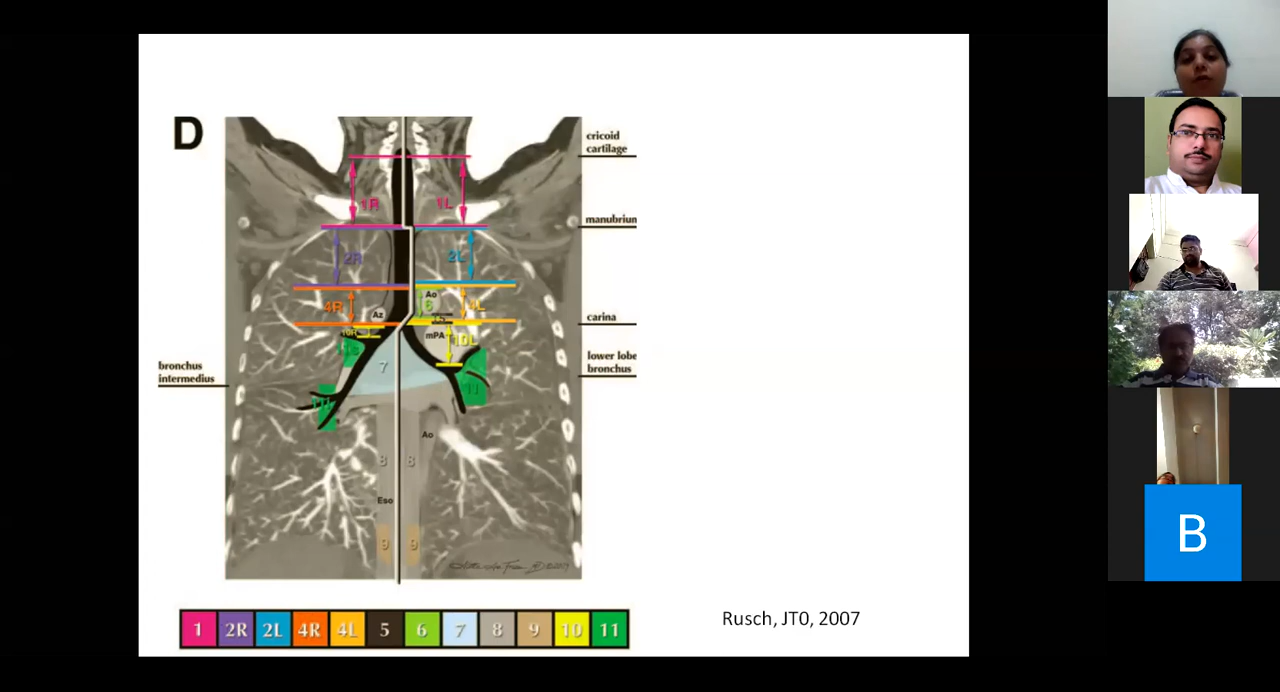 D
cricoid
cartilage
1R
1L
manubrium
2R
2L
Ao
4R
6
4L
Az
carina
10R
mPA
10L
lower lobe
bronchus
7
bronchus
intermedius
11
Ao
8 8
Eso
9 9
1 2R 2L 4R 4L 5 6 7 8 9 10 11
Rusch, JTO, 2007
B